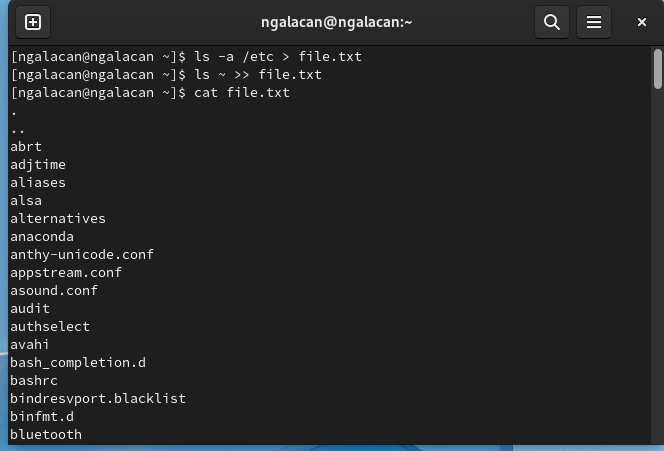 ngalacan@ngalacan:~
[ngalacan@ngalacan ~]$ ls -a /etc > file.txt
[ngalacan@ngalacan ~]$ ls ~ >> file.txt
[ngalacan@ngalacan ~]$ cat file.txt
.
..
abrt
adjtime
aliases
alsa
alternatives
anaconda
anthy-unicode.conf
appstream.conf
asound.conf
audit
authselect
avahi
bash_completion.d
bashrc
bindresvport.blacklist
binfmt.d
bluetooth